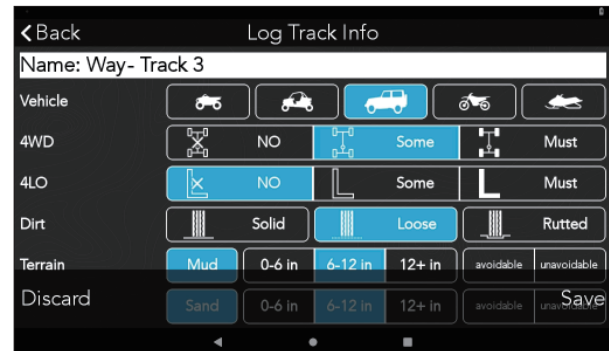 Back Log Track Info
Name: Way- Track 3
Vehicle
4WD NO Some Must
4LO NO Some Must
Dirt Solid Loose Rutted
Terrain Mud 0-6 in 6-12 in 12+ in avoidable unavoidable
Discard Sand 0-6 in 6-12 in 12+ in avoidable unavoidable Save